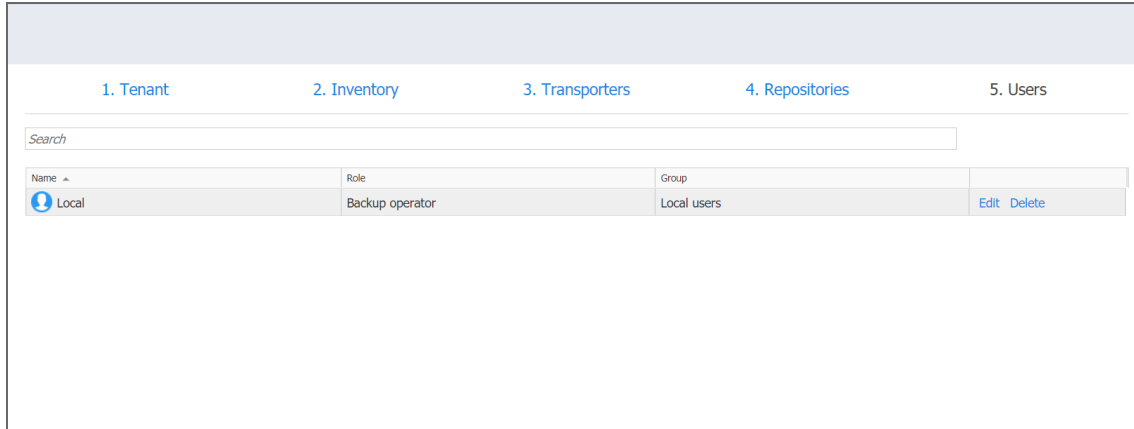 1. Tenant 2. Inventory 3. Transporters 4. Repositories 5. Users
Search
Name Role Group
Local Backup operator Local users Edit Delete